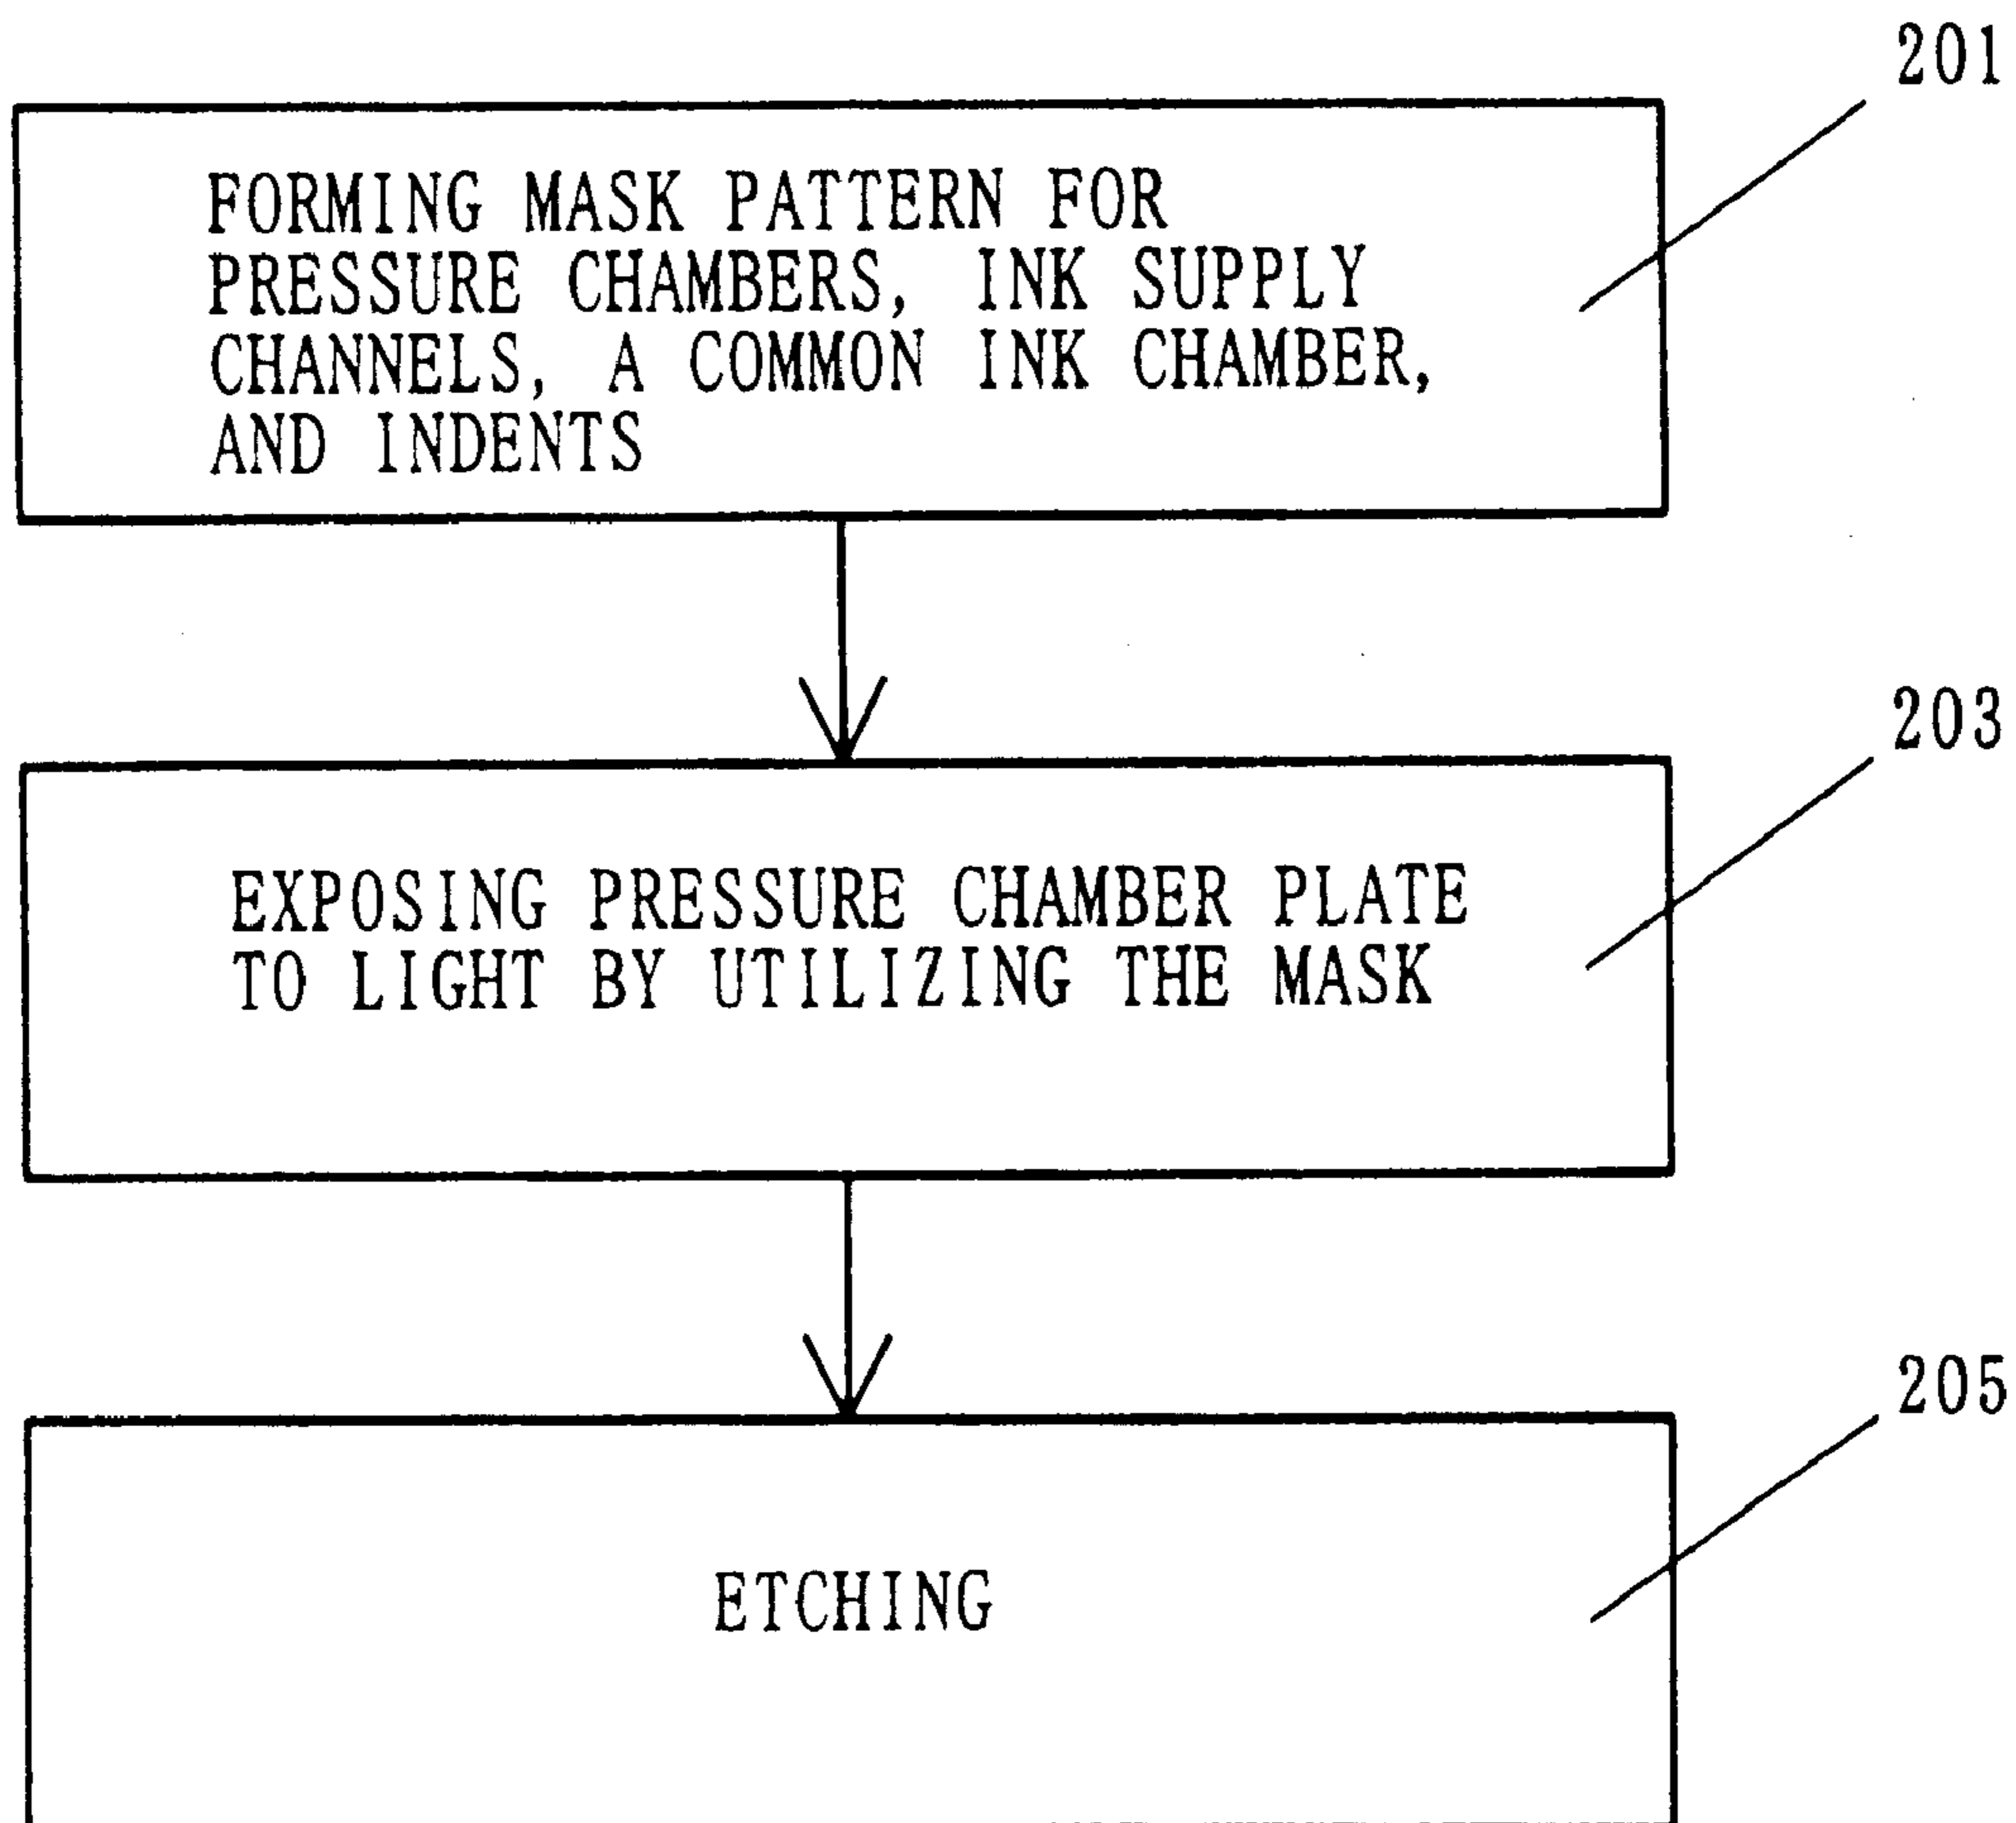 201
FORMING MASK PATTERN FOR
PRESSURE CHAMBERS, INK SUPPLY
CHANNELS, A COMMON INK CHAMBER,
AND INDENTS
203
EXPOSING PRESSURE CHAMBER PLATE
TO LIGHT BY UTILIZING THE MASK
205
ETCHING